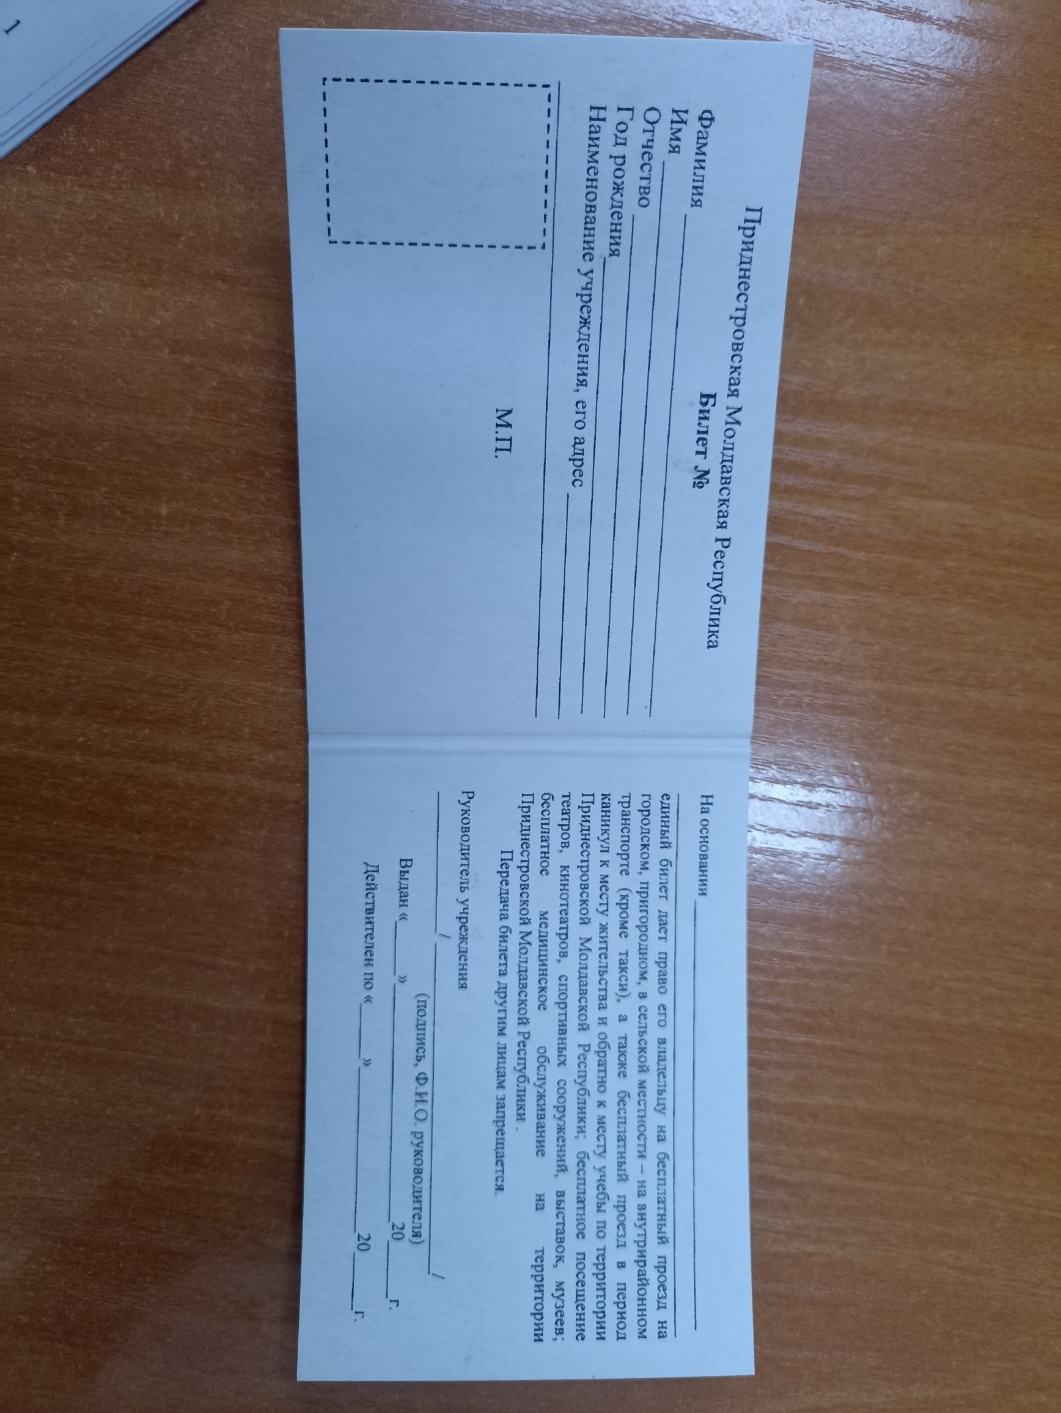 Приднестровская Молдавская Республика
Билет №
Фамилия
Имя
Отчество
Год рождения
Наименование учреждения, его адрес
М.П.
На основании
единый билет дает право его владельцу на бесплатный проезд на
городском, пригородном, в сельской местности – на внутрирайонном
транспорте (кроме такси), а также бесплатный проезд в период
каникул к месту жительства и обратно к месту учебы по территории
Приднестровской Молдавской Республики; бесплатное посещение
театров, кинотеатров, спортивных сооружений, выставок, музеев;
бесплатное медицинское обслуживание на территории
Приднестровской Молдавской Республики .
Передача билета другим лицам запрещается.
Руководитель учреждения
/ /
(подпись, Ф.И.О. руководителя)
Выдан « » 20 г.
Действителен по « » 20 г.
1